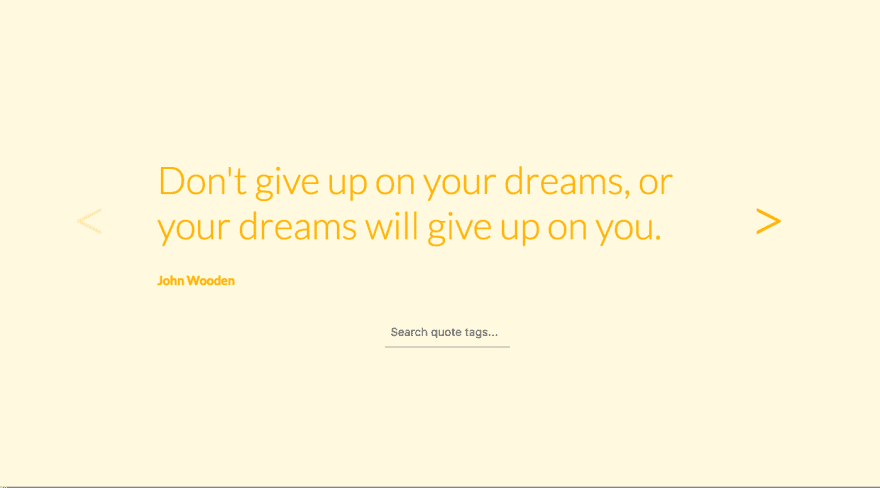 Don't give up on your dreams, or
<
your dreams will give up on you.
>
John Wooden
Search quote tags...